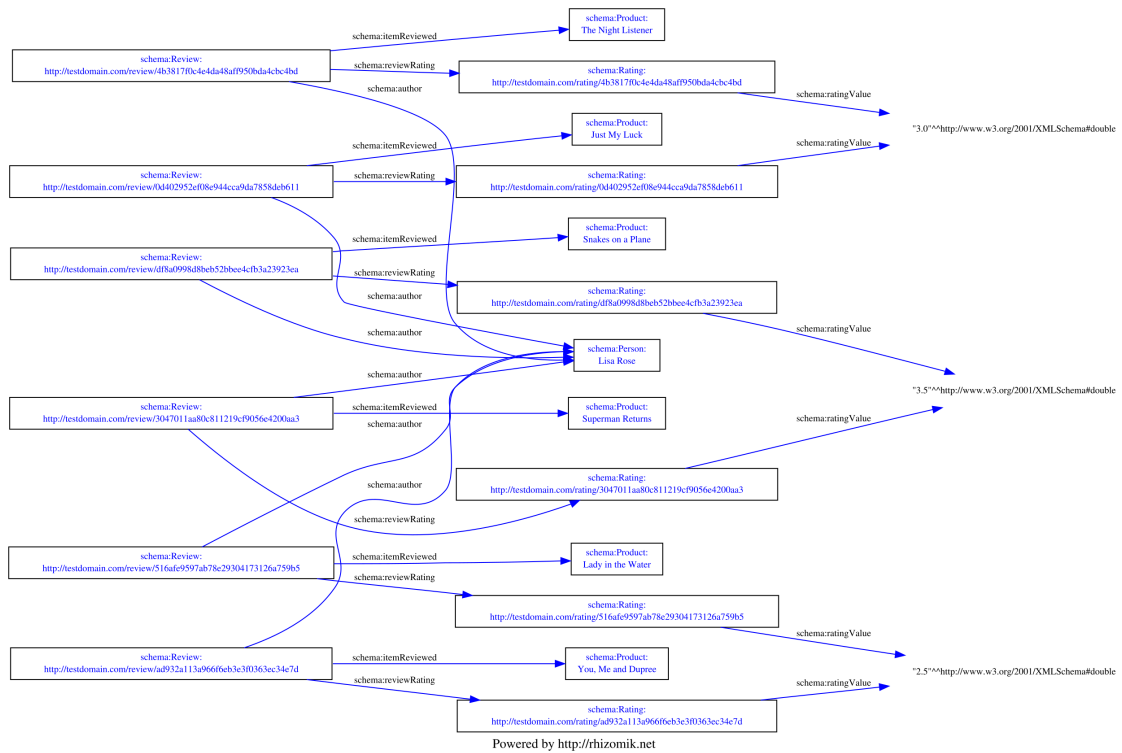 schema:Product:
The Night Listener
schema:itemReviewed
schema:Review:
http://testdomain.com/review/4b3817f0c4e4da48aff950bda4cbc4bd
schema:reviewRating
schema:Rating:
http://testdomain.com/rating/4b3817f0c4e4da48aff950bda4cbc4bd
schema:author
schema:ratingValue
schema:Product:
Just My Luck
"3.0"^^http://www.w3.org/2001/XMLSchema#double
schema:itemReviewed
schema:ratingValue
schema:Review:
http://testdomain.com/review/0d402952ef08e944cca9da7858deb611
schema:reviewRating
schema:Rating:
http://testdomain.com/rating/0d402952ef08e944cca9da7858deb611
schema:Product:
Snakes on a Plane
schema:itemReviewed
schema:Review:
http://testdomain.com/review/df8a0998d8beb52bbee4cfb3a23923ea
schema:reviewRating
schema:Rating:
http://testdomain.com/rating/df8a0998d8beb52bbee4cfb3a23923ea
schema:author
schema:ratingValue
schema:author
schema:Person:
Lisa Rose
schema:author
"3.5"^^http://www.w3.org/2001/XMLSchema#double
schema:Review:
http://testdomain.com/review/3047011aa80c811219cf9056e4200aa3
schema:itemReviewed
schema:Product:
Superman Returns
schema:author
schema:ratingValue
schema:author
schema:Rating:
http://testdomain.com/rating/3047011aa80c811219cf9056e4200aa3
schema:reviewRating
schema:Product:
Lady in the Water
schema:Review:
http://testdomain.com/review/516afe9597ab78e29304173126a759b5
schema:itemReviewed
schema:reviewRating
schema:Rating:
http://testdomain.com/rating/516afe9597ab78e29304173126a759b5
schema:ratingValue
schema:Review:
http://testdomain.com/review/ad932a113a966f6eb3e3f0363ec34e7d
schema:itemReviewed
schema:Product:
You, Me and Dupree
"2.5"^^http://www.w3.org/2001/XMLSchema#double
schema:reviewRating
schema:ratingValue
schema:Rating:
http://testdomain.com/rating/ad932a113a966f6eb3e3f0363ec34e7d
Powered by http://rhizomik.net